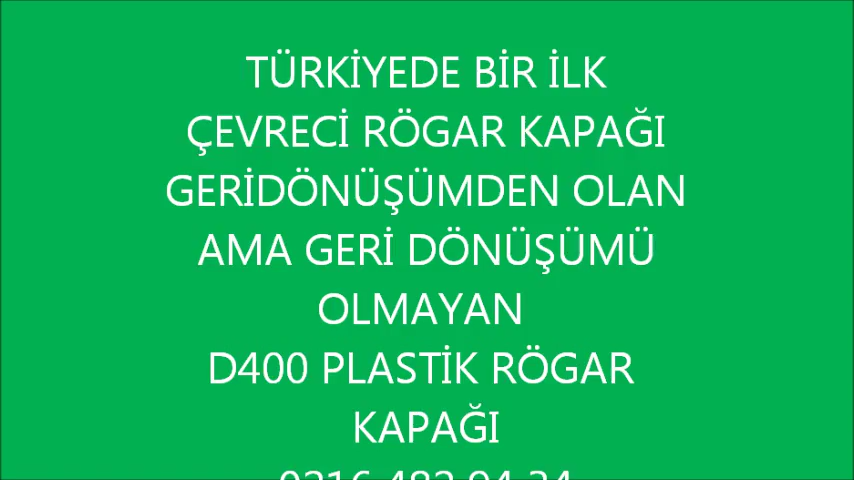 TÜRKİYEDE BİR İLK
ÇEVRECİ RÖGAR KAPAĞI
GERİDÖNÜŞÜMDEN OLAN
AMA GERİ DÖNÜŞÜMÜ
OLMAYAN
D400 PLASTİK RÖGAR
KAPAĞI